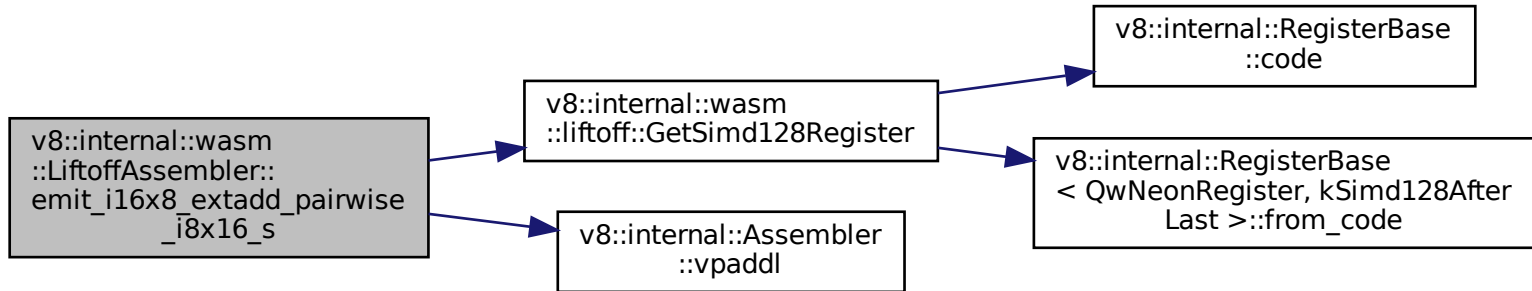 v8::internal::wasm
::LiftoffAssembler::
emit_i16x8_extadd_pairwise
_i8x16_s
v8::internal::wasm
::liftoff::GetSimd128Register
v8::internal::Assembler
::vpaddl
v8::internal::RegisterBase
::code
v8::internal::RegisterBase
< QwNeonRegister, kSimd128After
Last >::from_code